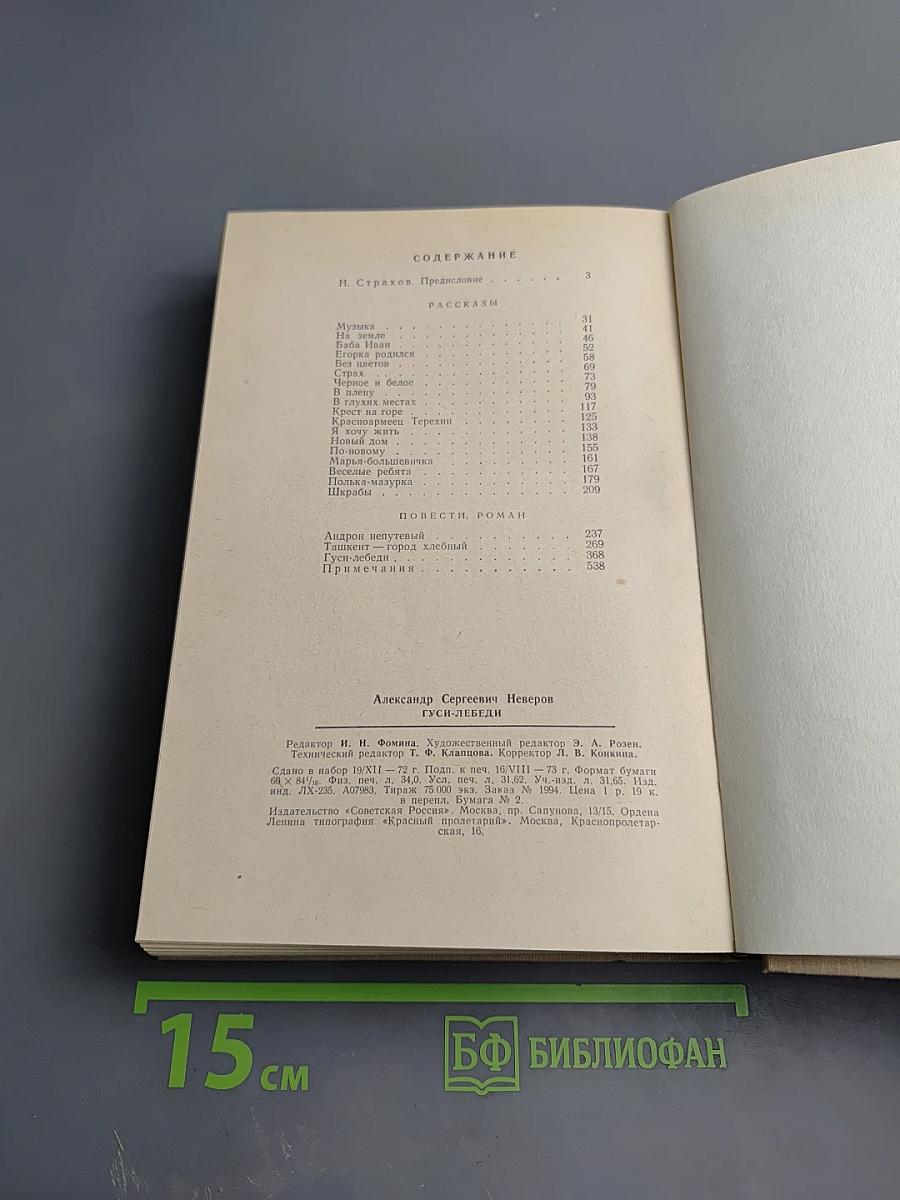 СОДЕРЖАНИЕ
Н. Страхов. Предисловие . . . . . . 3
РАССКАЗЫ
Музыка . . . . . . . . . . . . . . 31
На земле . . . . . . . . . . . . . 41
Баба Иван . . . . . . . . . . . . . 46
Егорка родился . . . . . . . . . . . 52
Без цветов . . . . . . . . . . . . . 58
Страх . . . . . . . . . . . . . . 69
Черное и белое . . . . . . . . . . . 73
В плену . . . . . . . . . . . . . 79
В глухих местах . . . . . . . . . . . 93
Крест на горе . . . . . . . . . . . . 117
Красноармеец Терехин . . . . . . . . . 125
Я хочу жить . . . . . . . . . . . . 133
Новый дом . . . . . . . . . . . . . 138
По-новому . . . . . . . . . . . . . 155
Марья-большевичка . . . . . . . . . . 161
Веселые ребята . . . . . . . . . . . 167
Полька-мазурка . . . . . . . . . . . 179
Шкрабы . . . . . . . . . . . . . . 209
ПОВЕСТИ, РОМАН
Андрон непутевый . . . . . . . . . . 237
Ташкент — город хлебный . . . . . . . . 269
Гуси-лебеди . . . . . . . . . . . . 368
Примечания . . . . . . . . . . . . 538
Александр Сергеевич Неверов
ГУСИ-ЛЕБЕДИ
Редактор И. Н. Фомина. Художественный редактор Э. А. Розен.
Технический редактор Т. Ф. Клапцова. Корректор Л. В. Конкина.
Сдано в набор 19/XII — 72 г. Подп. к печ. 16/VIII — 73 г. Формат бумаги
60 × 84 1/16. Физ. печ. л. 34,0. Усл. печ. л. 31,62. Уч.-изд. л. 31,65. Изд.
инд. ЛХ-235. А07983. Тираж 75 000 экз. Заказ № 1994. Цена 1 р. 19 к.
в перепл. Бумага № 2.
Издательство «Советская Россия». Москва, пр. Сапунова, 13/15. Ордена
Ленина типография «Красный пролетарий». Москва, Краснопролетар-
ская, 16.
15 см
БФ БИБЛИОФАН